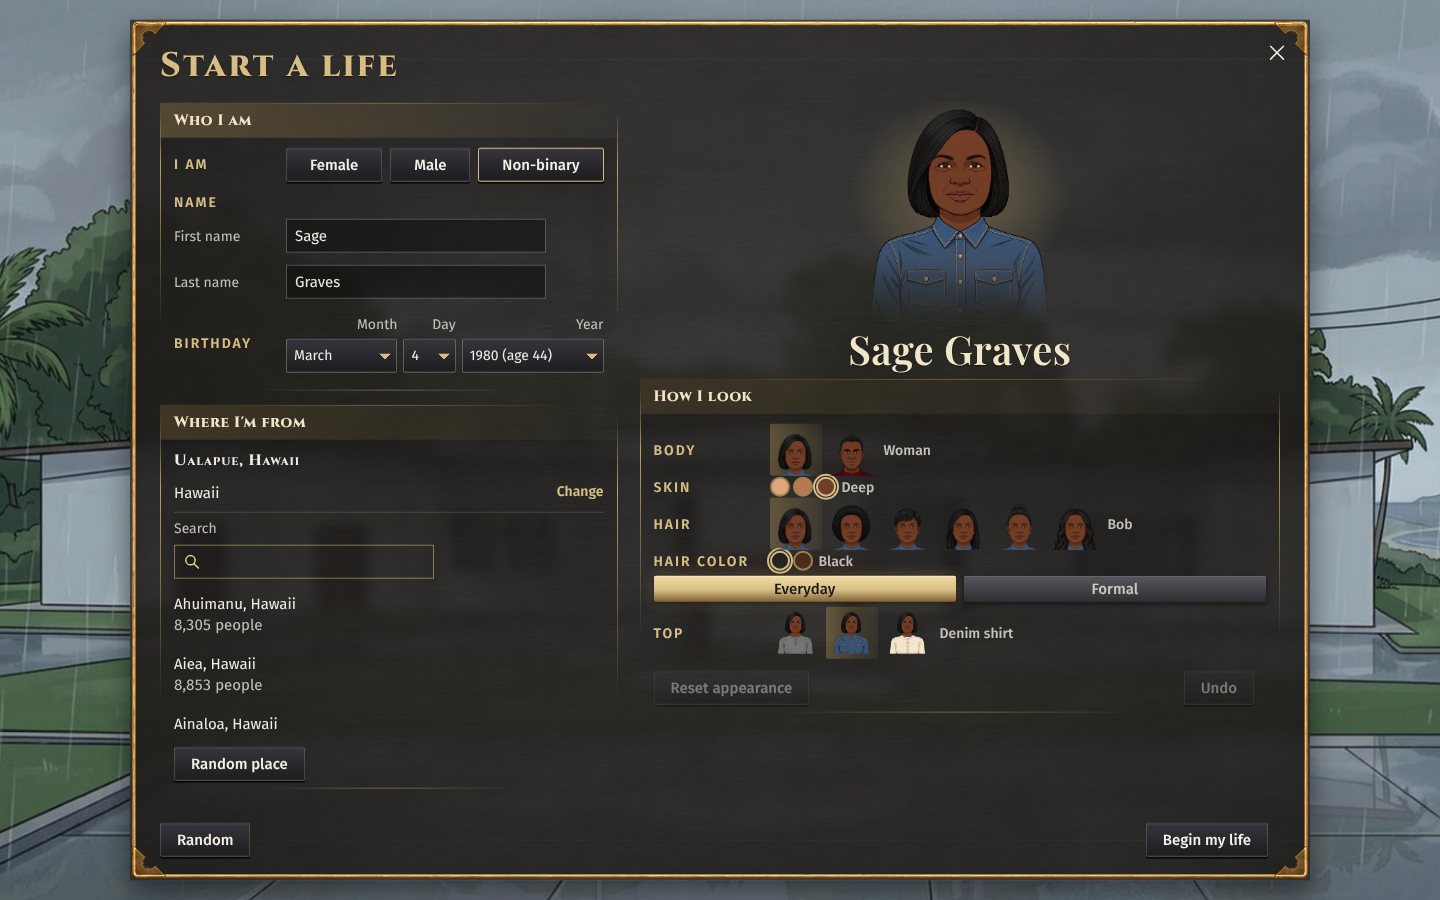 Start a life
Who I am
I AM
Female
Male
Non-binary
NAME
First name
Sage
Last name
Graves
BIRTHDAY
Month
Day
Year
March
4
1980 (age 44)
Where I'm from
Ualapue, Hawaii
Hawaii
Change
Search
Ahuimanu, Hawaii
8,305 people
Aiea, Hawaii
8,853 people
Ainaloa, Hawaii
Random place
Random
Sage Graves
How I look
BODY
Woman
SKIN
Deep
HAIR
Bob
HAIR COLOR
Black
Everyday
Formal
TOP
Denim shirt
Reset appearance
Undo
Begin my life